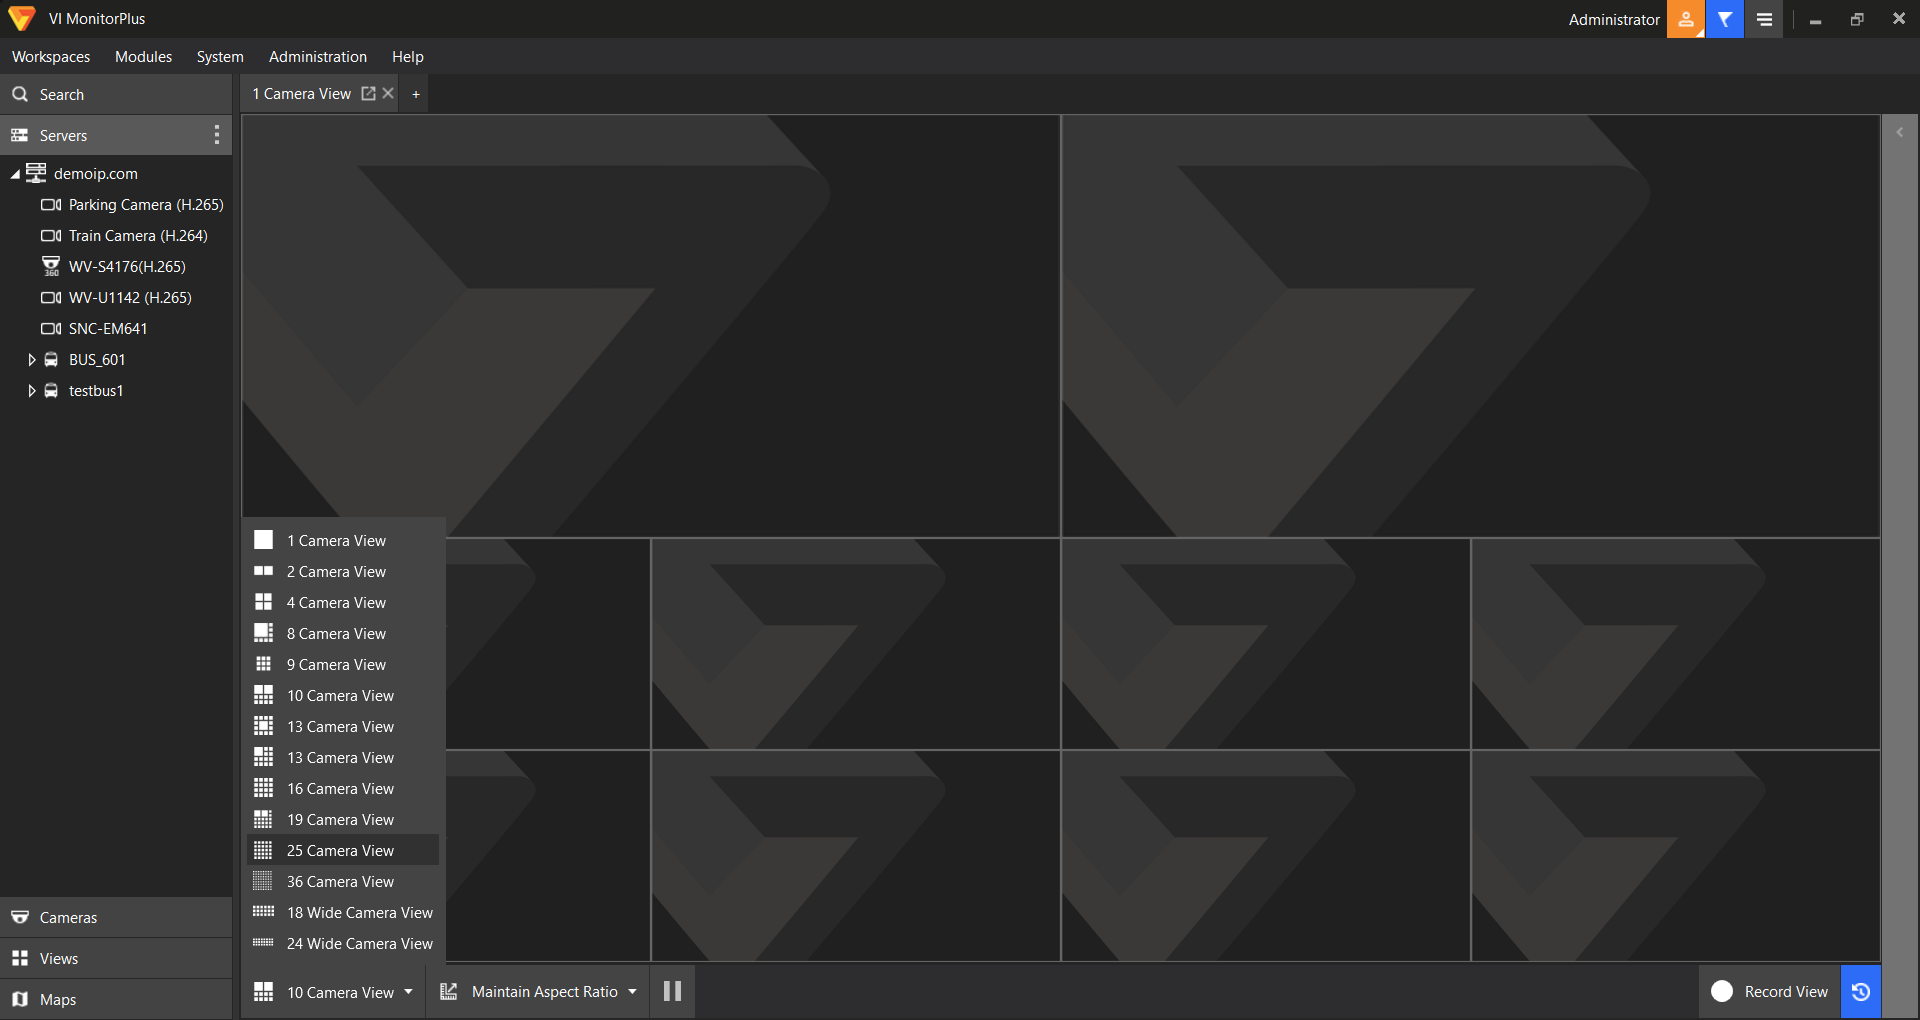 VI MonitorPlus
Administrator
Workspaces Modules System Administration Help
Search
1 Camera View +
Servers
demoip.com
Parking Camera (H.265)
Train Camera (H.264)
360
WV-S4176(H.265)
WV-U1142 (H.265)
SNC-EM641
BUS_601
testbus1
1 Camera View
2 Camera View
4 Camera View
8 Camera View
9 Camera View
10 Camera View
13 Camera View
13 Camera View
16 Camera View
19 Camera View
25 Camera View
36 Camera View
18 Wide Camera View
24 Wide Camera View
Cameras
Views
Maps
10 Camera View
Maintain Aspect Ratio
Record View